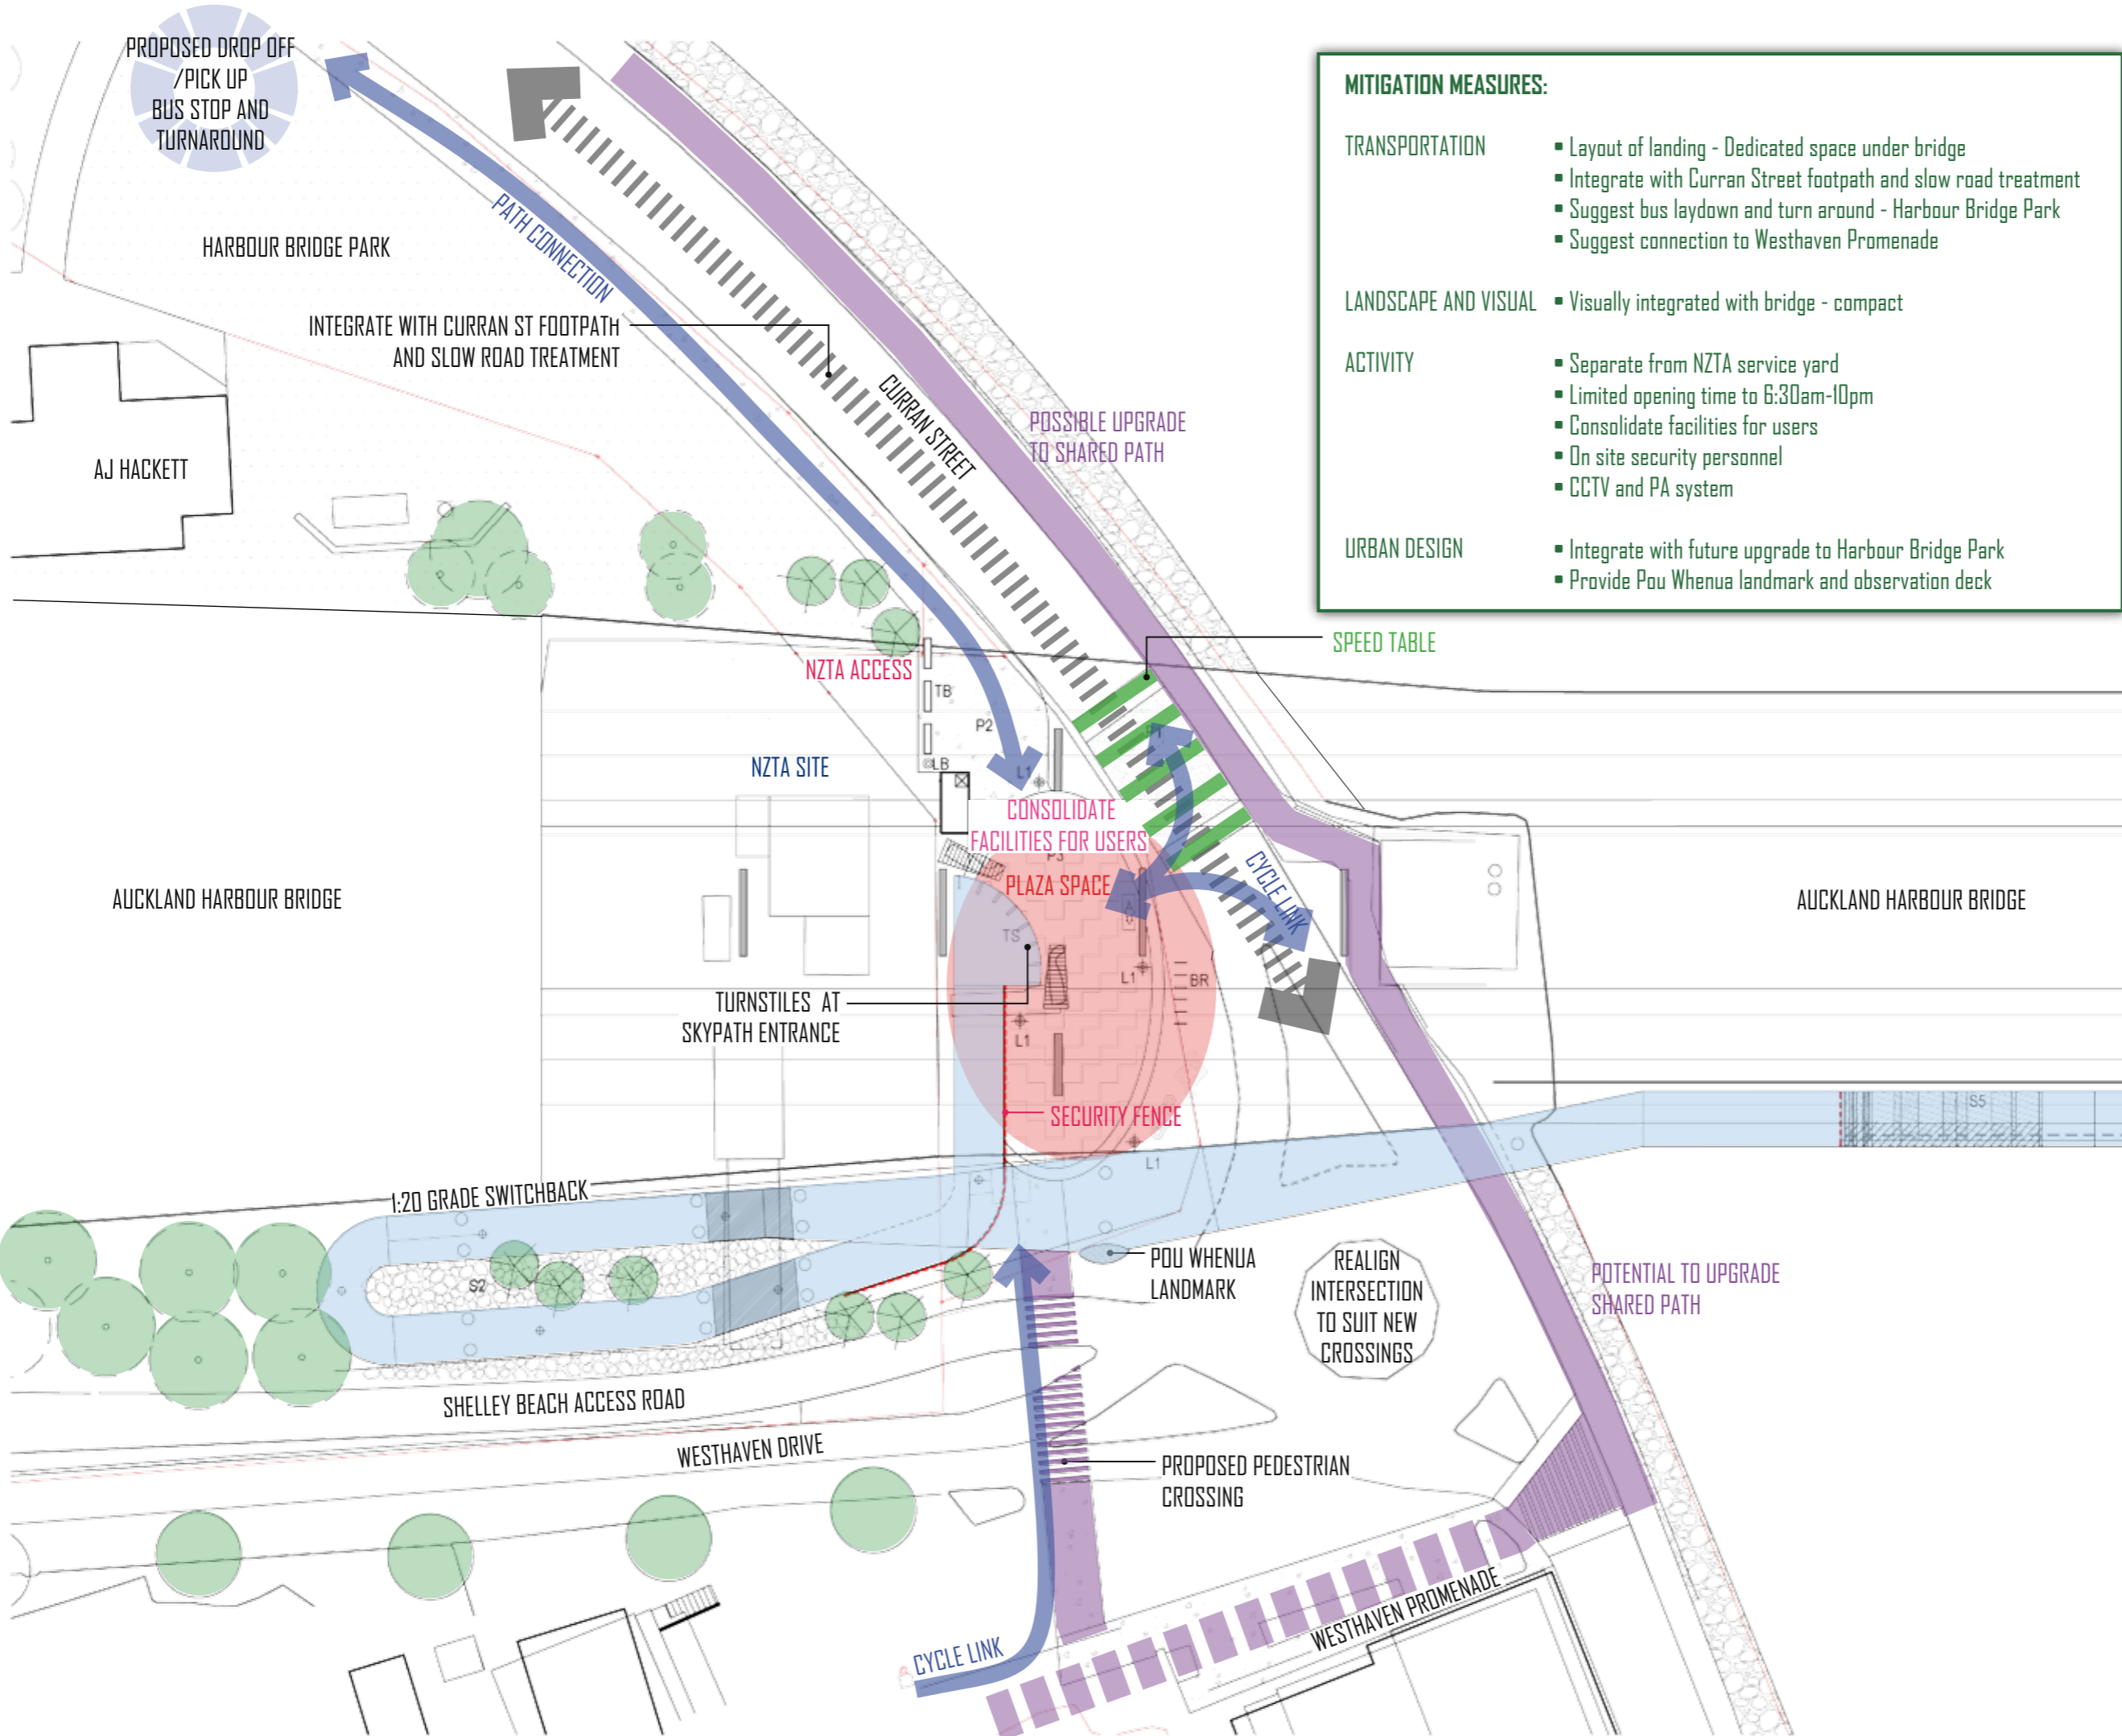 PROPOSED DROP OFF
/PICK UP
BUS STOP AND
TURNAROUND
HARBOUR BRIDGE PARK
PATH CONNECTION
INTEGRATE WITH CURRAN ST FOOTPATH
AND SLOW ROAD TREATMENT
CURRAN STREET
POSSIBLE UPGRADE
TO SHARED PATH
AJ HACKETT
MITIGATION MEASURES:
TRANSPORTATION ▪ Layout of landing - Dedicated space under bridge
▪ Integrate with Curran Street footpath and slow road treatment
▪ Suggest bus laydown and turn around - Harbour Bridge Park
▪ Suggest connection to Westhaven Promenade
LANDSCAPE AND VISUAL ▪ Visually integrated with bridge - compact
ACTIVITY ▪ Separate from NZTA service yard
▪ Limited opening time to 6:30am-10pm
▪ Consolidate facilities for users
▪ On site security personnel
▪ CCTV and PA system
URBAN DESIGN ▪ Integrate with future upgrade to Harbour Bridge Park
▪ Provide Pou Whenua landmark and observation deck
SPEED TABLE
NZTA ACCESS
TB
P2
P1
NZTA SITE
LB
L1
CONSOLIDATE
FACILITIES FOR USERS
P3
PLAZA SPACE
CYCLE LINK
A
AUCKLAND HARBOUR BRIDGE
AUCKLAND HARBOUR BRIDGE
TS
L1
BR
TURNSTILES AT
SKYPATH ENTRANCE
L1
SECURITY FENCE
S5
L1
1:20 GRADE SWITCHBACK
S2
POU WHENUA
LANDMARK
REALIGN
INTERSECTION
TO SUIT NEW
CROSSINGS
POTENTIAL TO UPGRADE
SHARED PATH
SHELLEY BEACH ACCESS ROAD
WESTHAVEN DRIVE
PROPOSED PEDESTRIAN
CROSSING
WESTHAVEN PROMENADE
CYCLE LINK